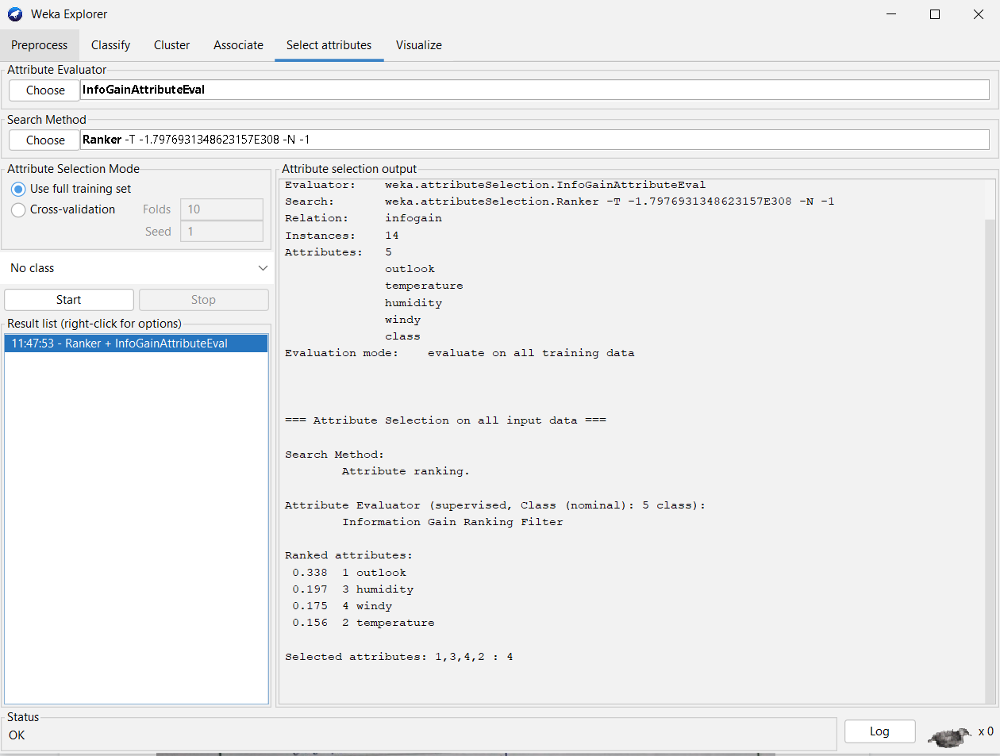 Weka Explorer
Preprocess Classify Cluster Associate Select attributes Visualize
Attribute Evaluator
Choose InfoGainAttributeEval
Search Method
Choose Ranker -T -1.7976931348623157E308 -N -1
Attribute Selection Mode
Use full training set
Cross-validation Folds 10
Seed 1
No class
Start Stop
Result list (right-click for options)
11:47:53 - Ranker + InfoGainAttributeEval
Attribute selection output
Evaluator: weka.attributeSelection.InfoGainAttributeEval
Search: weka.attributeSelection.Ranker -T -1.7976931348623157E308 -N -1
Relation: infogain
Instances: 14
Attributes: 5
outlook
temperature
humidity
windy
class
Evaluation mode: evaluate on all training data
=== Attribute Selection on all input data ===
Search Method:
Attribute ranking.
Attribute Evaluator (supervised, Class (nominal): 5 class):
Information Gain Ranking Filter
Ranked attributes:
0.338 1 outlook
0.197 3 humidity
0.175 4 windy
0.156 2 temperature
Selected attributes: 1,3,4,2 : 4
Status
OK
Log x 0